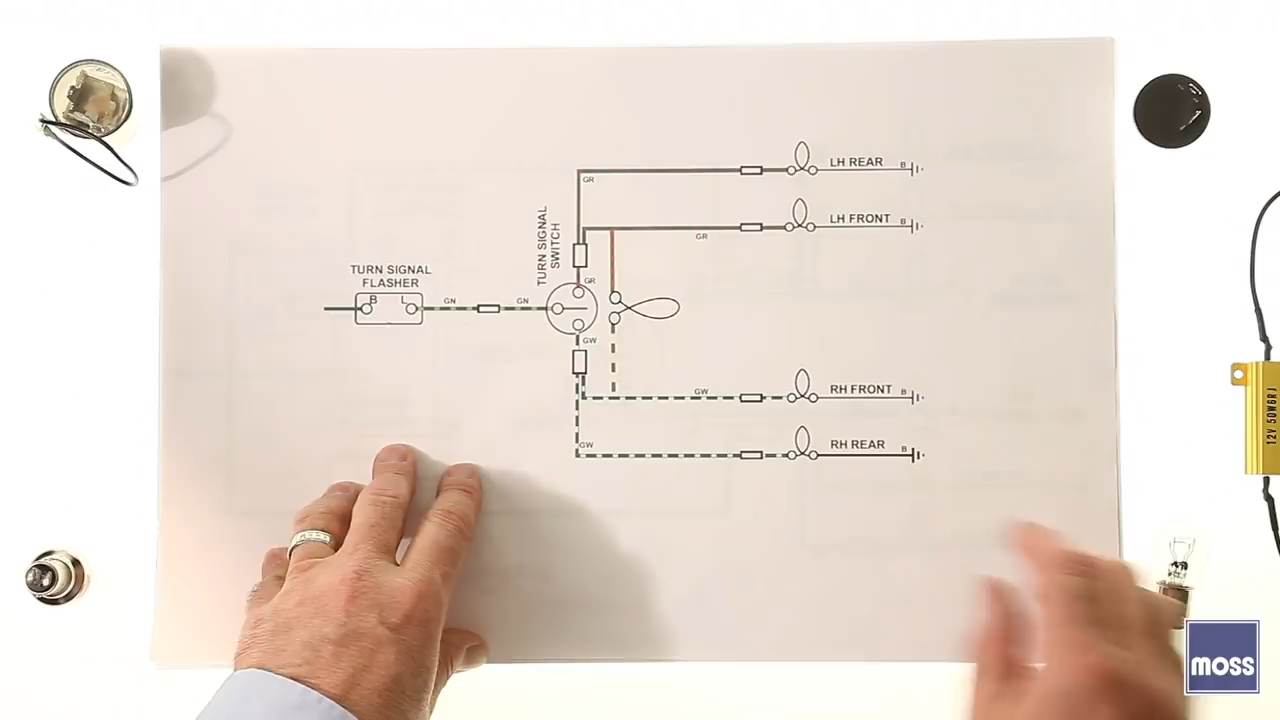 GR
LH REAR
B
TURN SIGNAL
SWITCH
LH FRONT
B
GR
TURN SIGNAL
FLASHER
B
L
GN
GN
GR
GW
RH FRONT
B
GW
RH REAR
B
GW
12V 50W6RJ
moss